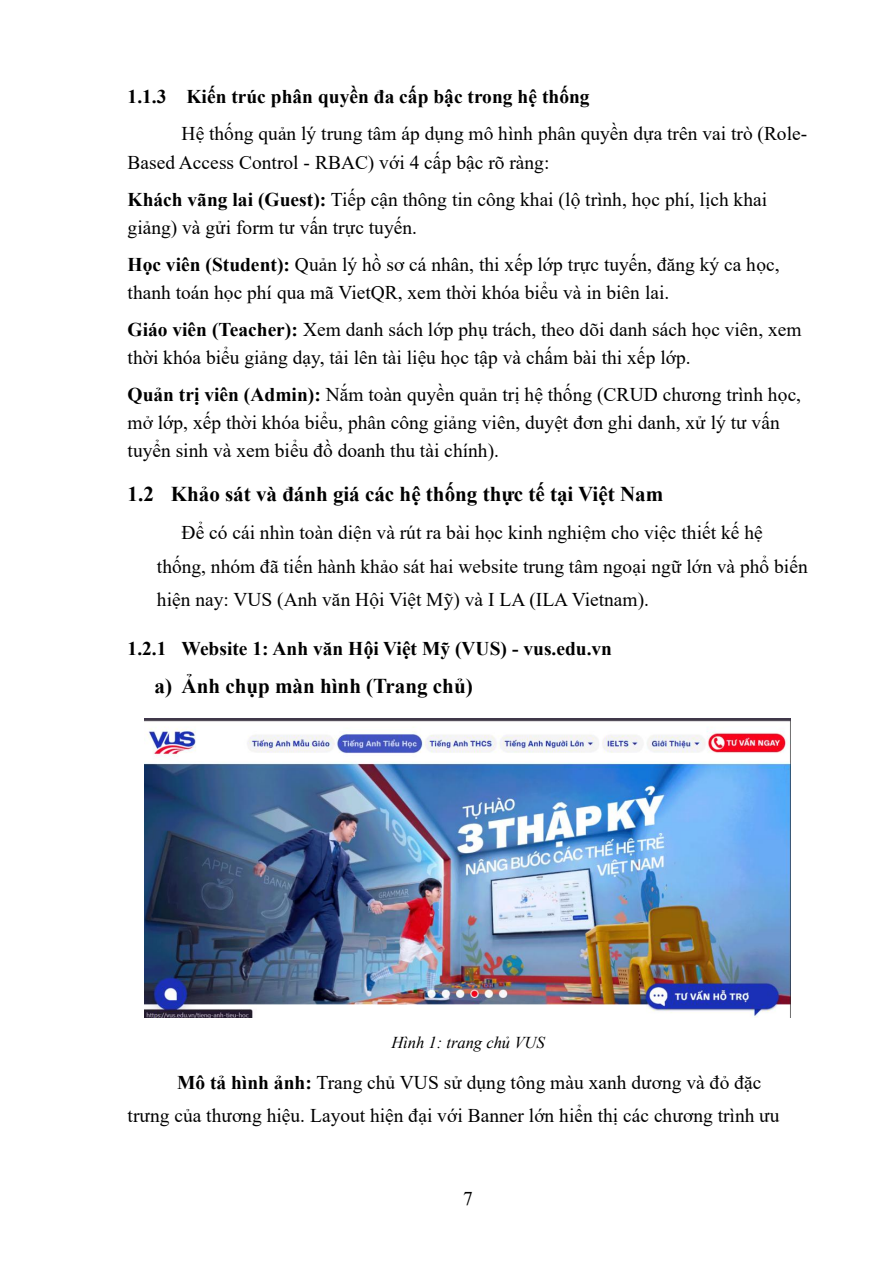 1.1.3 Kiến trúc phân quyền đa cấp bậc trong hệ thống
Hệ thống quản lý trung tâm áp dụng mô hình phân quyền dựa trên vai trò (Role-
Based Access Control - RBAC) với 4 cấp bậc rõ ràng:
Khách vãng lai (Guest): Tiếp cận thông tin công khai (lộ trình, học phí, lịch khai
giảng) và gửi form tư vấn trực tuyến.
Học viên (Student): Quản lý hồ sơ cá nhân, thi xếp lớp trực tuyến, đăng ký ca học,
thanh toán học phí qua mã VietQR, xem thời khóa biểu và in biên lai.
Giáo viên (Teacher): Xem danh sách lớp phụ trách, theo dõi danh sách học viên, xem
thời khóa biểu giảng dạy, tải lên tài liệu học tập và chấm bài thi xếp lớp.
Quản trị viên (Admin): Nắm toàn quyền quản trị hệ thống (CRUD chương trình học,
mở lớp, xếp thời khóa biểu, phân công giảng viên, duyệt đơn ghi danh, xử lý tư vấn
tuyển sinh và xem biểu đồ doanh thu tài chính).
1.2 Khảo sát và đánh giá các hệ thống thực tế tại Việt Nam
Để có cái nhìn toàn diện và rút ra bài học kinh nghiệm cho việc thiết kế hệ
thống, nhóm đã tiến hành khảo sát hai website trung tâm ngoại ngữ lớn và phổ biến
hiện nay: VUS (Anh văn Hội Việt Mỹ) và I LA (ILA Vietnam).
1.2.1 Website 1: Anh văn Hội Việt Mỹ (VUS) - vus.edu.vn
a) Ảnh chụp màn hình (Trang chủ)
VUS Tiếng Anh Mẫu Giáo Tiếng Anh Tiểu Học Tiếng Anh THCS Tiếng Anh Người Lớn IELTS Giới Thiệu TƯ VẤN NGAY
TỰ HÀO
3 THẬP KỶ
NÂNG BƯỚC CÁC THẾ HỆ TRẺ
VIỆT NAM
1997
APPLE
BANAN
GRAMMAR
TƯ VẤN HỖ TRỢ
https://vus.edu.vn/tieng-anh-tieu-hoc
Hình 1: trang chủ VUS
Mô tả hình ảnh: Trang chủ VUS sử dụng tông màu xanh dương và đỏ đặc
trưng của thương hiệu. Layout hiện đại với Banner lớn hiển thị các chương trình ưu
7